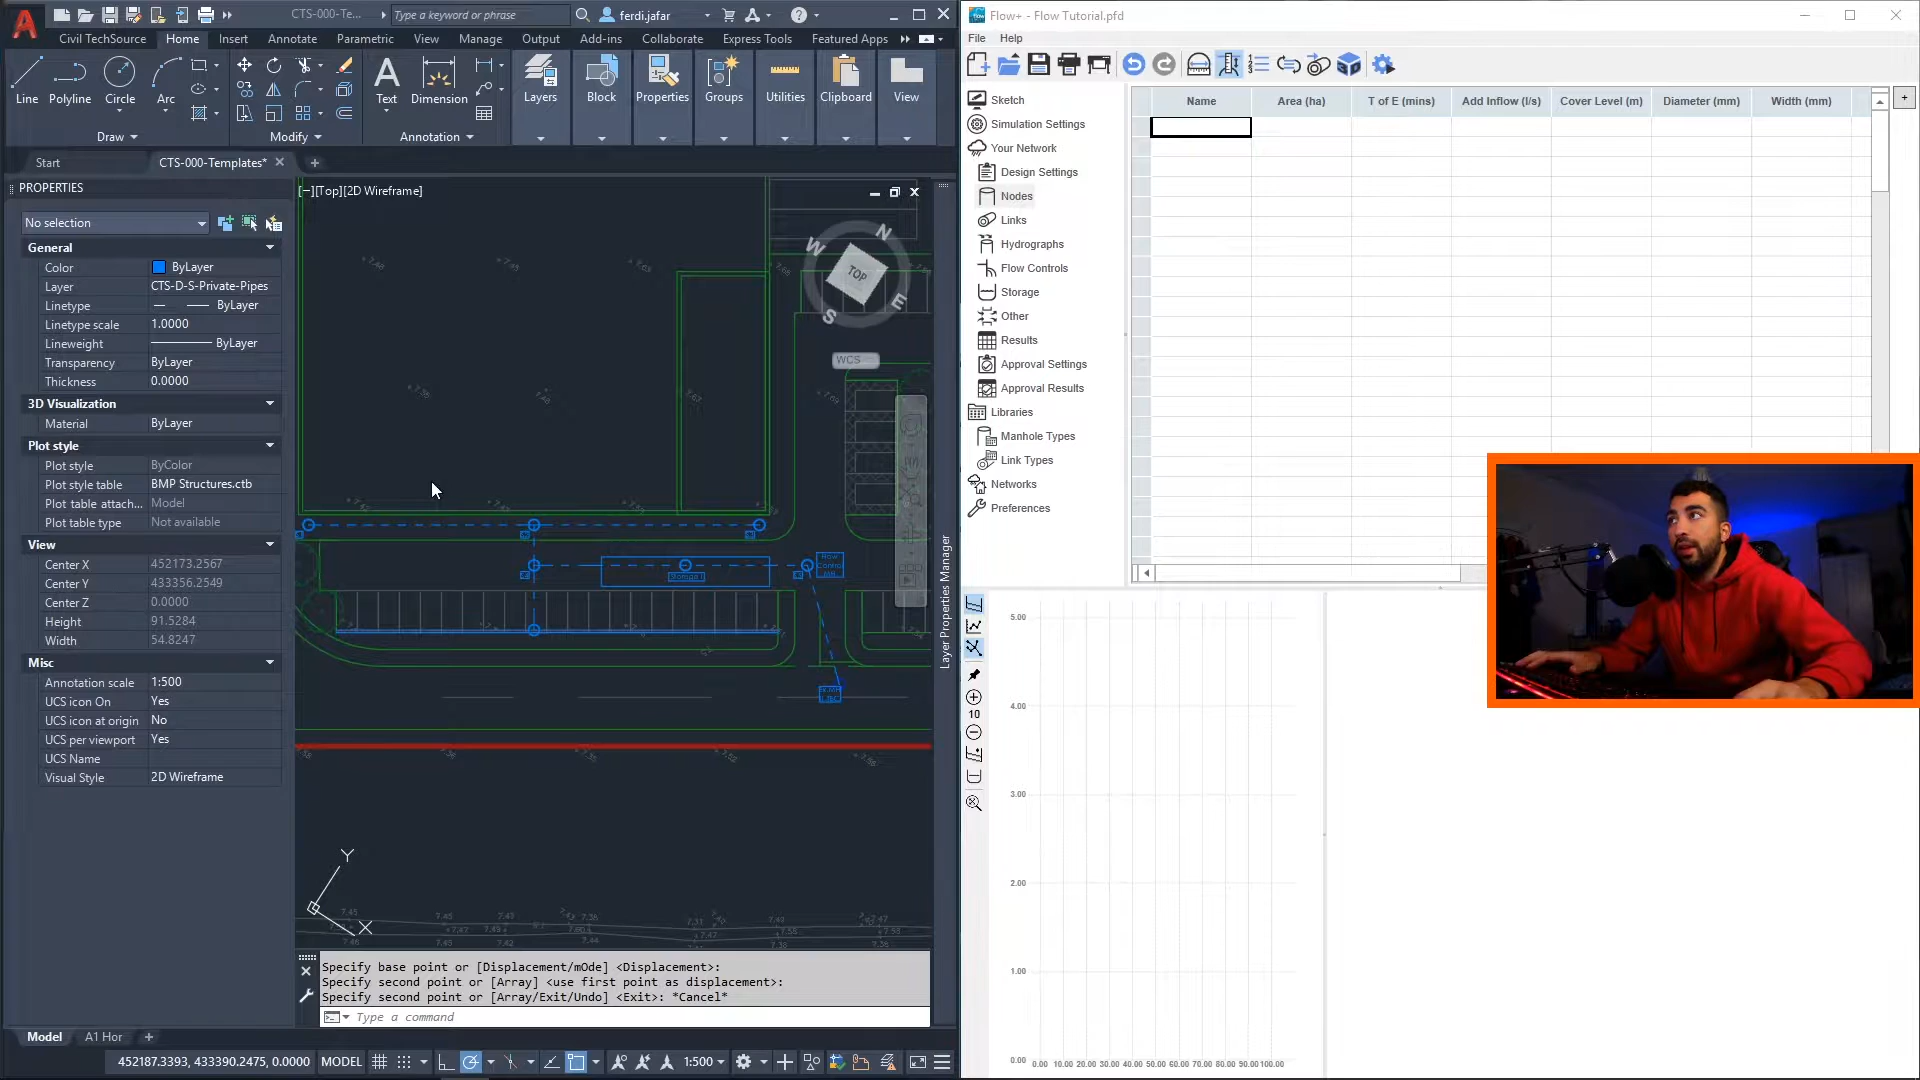 CTS-000-Te...
Type a keyword or phrase
ferdi.jafar
Civil TechSource
Home
Insert
Annotate
Parametric
View
Manage
Output
Add-ins
Collaborate
Express Tools
Featured Apps
Line
Polyline
Circle
Arc
Text
Dimension
Layers
Block
Properties
Groups
Utilities
Clipboard
View
Draw
Modify
Annotation
Start
CTS-000-Templates*
PROPERTIES
No selection
General
Color ByLayer
Layer CTS-D-S-Private-Pipes
Linetype ByLayer
Linetype scale 1.0000
Lineweight ByLayer
Transparency ByLayer
Thickness 0.0000
3D Visualization
Material ByLayer
Plot style
Plot style ByColor
Plot style table BMP Structures.ctb
Plot table attach... Model
Plot table type Not available
View
Center X 452173.2567
Center Y 433356.2549
Center Z 0.0000
Height 91.5284
Width 54.8247
Misc
Annotation scale 1:500
UCS icon On Yes
UCS icon at origin No
UCS per viewport Yes
UCS Name
Visual Style 2D Wireframe
[−][Top][2D Wireframe]
N
W
TOP
E
S
WCS
Storage 1
Flow
Control
MH
Layer Properties Manager
Y
X
Specify base point or [Displacement/mOde] <Displacement>:
Specify second point or [Array] <use first point as displacement>:
Specify second point or [Array/Exit/Undo] <Exit>: *Cancel*
Type a command
Model
A1 Hor
452187.3393, 433390.2475, 0.0000
MODEL
1:500
Flow+ - Flow Tutorial.pfd
File
Help
Sketch
Simulation Settings
Your Network
Design Settings
Nodes
Links
Hydrographs
Flow Controls
Storage
Other
Results
Approval Settings
Approval Results
Libraries
Manhole Types
Link Types
Networks
Preferences
Name
Area (ha)
T of E (mins)
Add Inflow (l/s)
Cover Level (m)
Diameter (mm)
Width (mm)
10
5.00
4.00
3.00
2.00
1.00
0.00
0.00 10.00 20.00 30.00 40.00 50.00 60.00 70.00 80.00 90.00 100.00